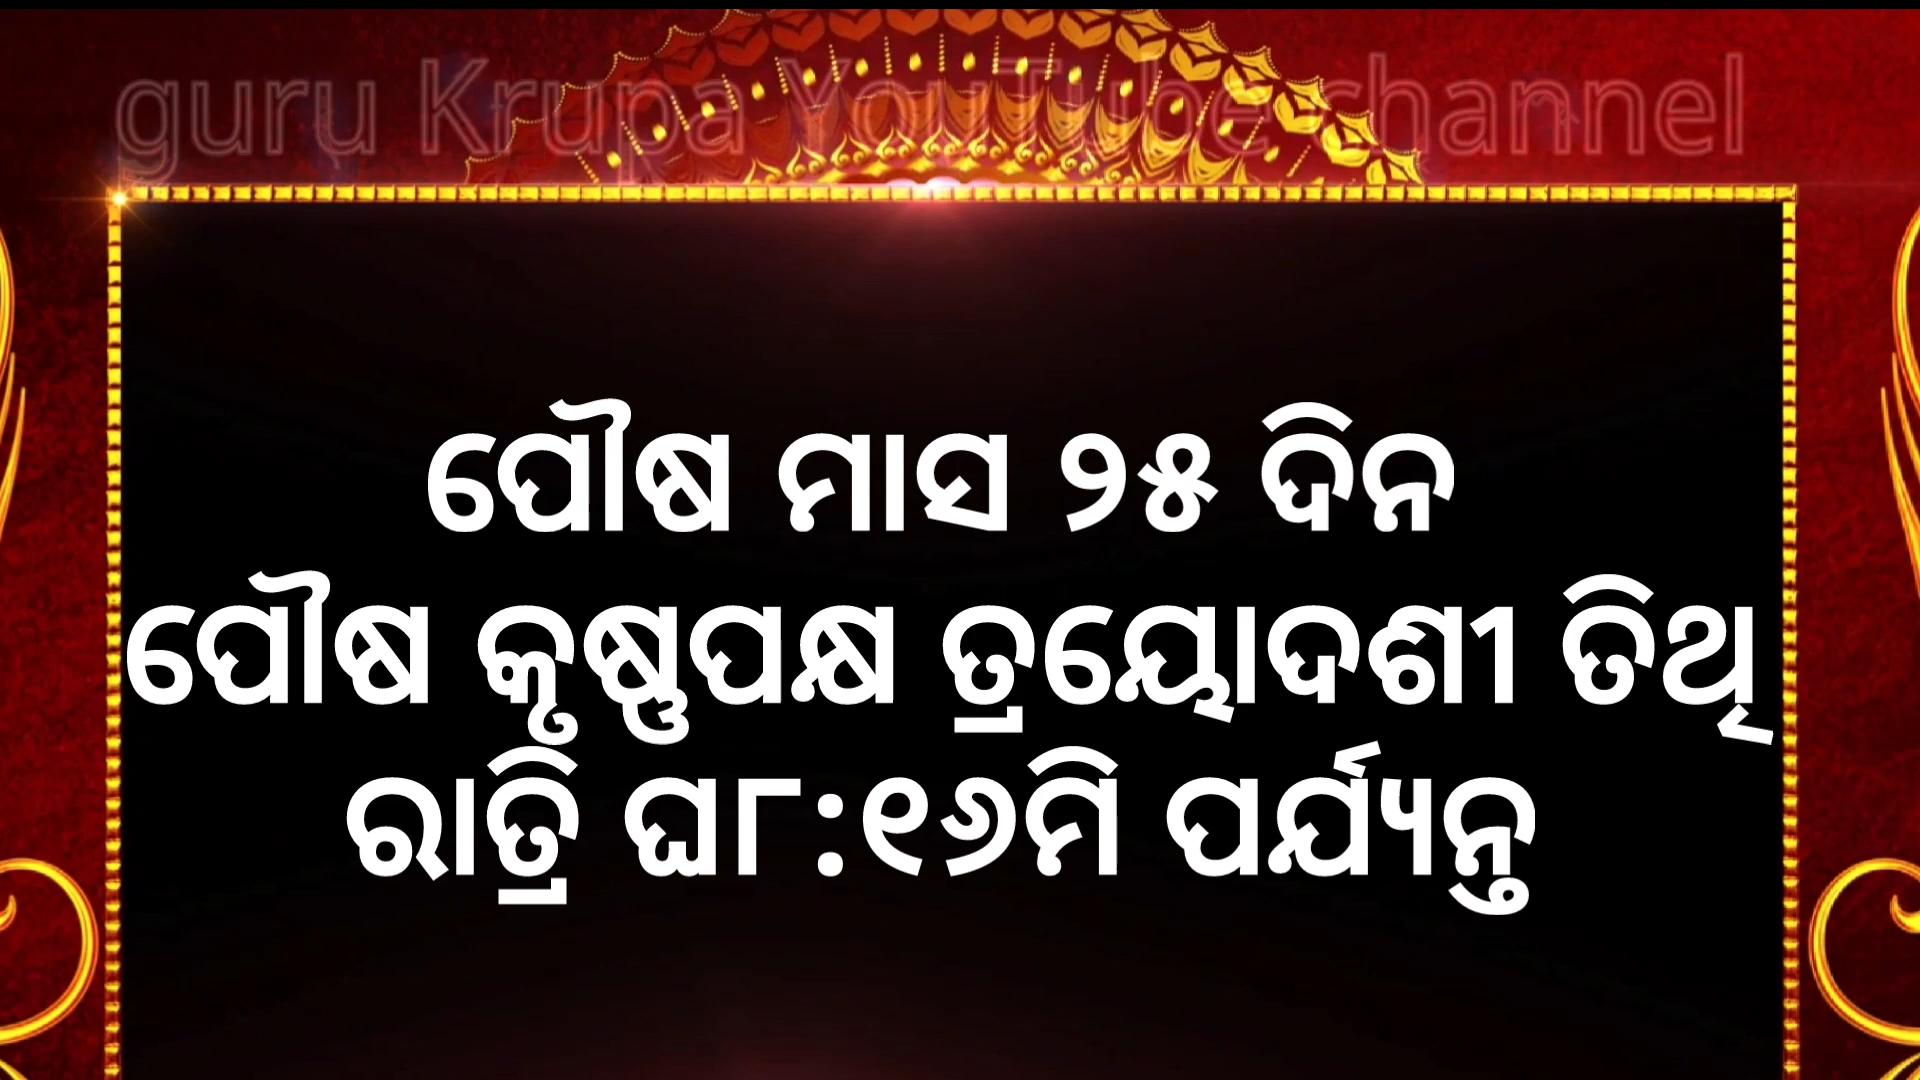 guru Krupa YouTube channel
ପୌଷ ମାସ ୨୫ ଦିନ
ପୌଷ କୃଷ୍ଣପକ୍ଷ ତ୍ରୟୋଦଶୀ ତିଥି
ରାତ୍ରି ଘ୮:୧୬ମି ପର୍ଯ୍ୟନ୍ତ